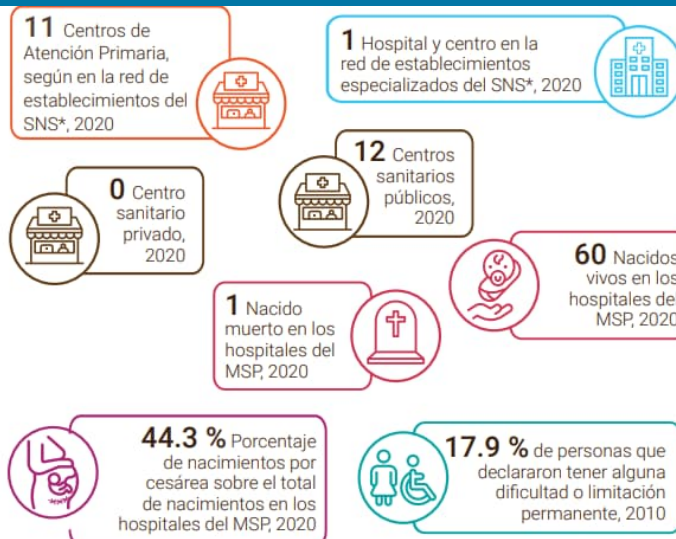 11 Centros de
Atención Primaria,
según en la red de
establecimientos del
SNS*, 2020
1 Hospital y centro en la
red de establecimientos
especializados del SNS*, 2020
0 Centro
sanitario
privado,
2020
12 Centros
sanitarios
públicos,
2020
60 Nacidos
vivos en los
hospitales del
MSP, 2020
1 Nacido
muerto en los
hospitales del
MSP, 2020
44.3 % Porcentaje
de nacimientos por
cesárea sobre el total
de nacimientos en los
hospitales del MSP, 2020
17.9 % de personas que
declararon tener alguna
dificultad o limitación
permanente, 2010